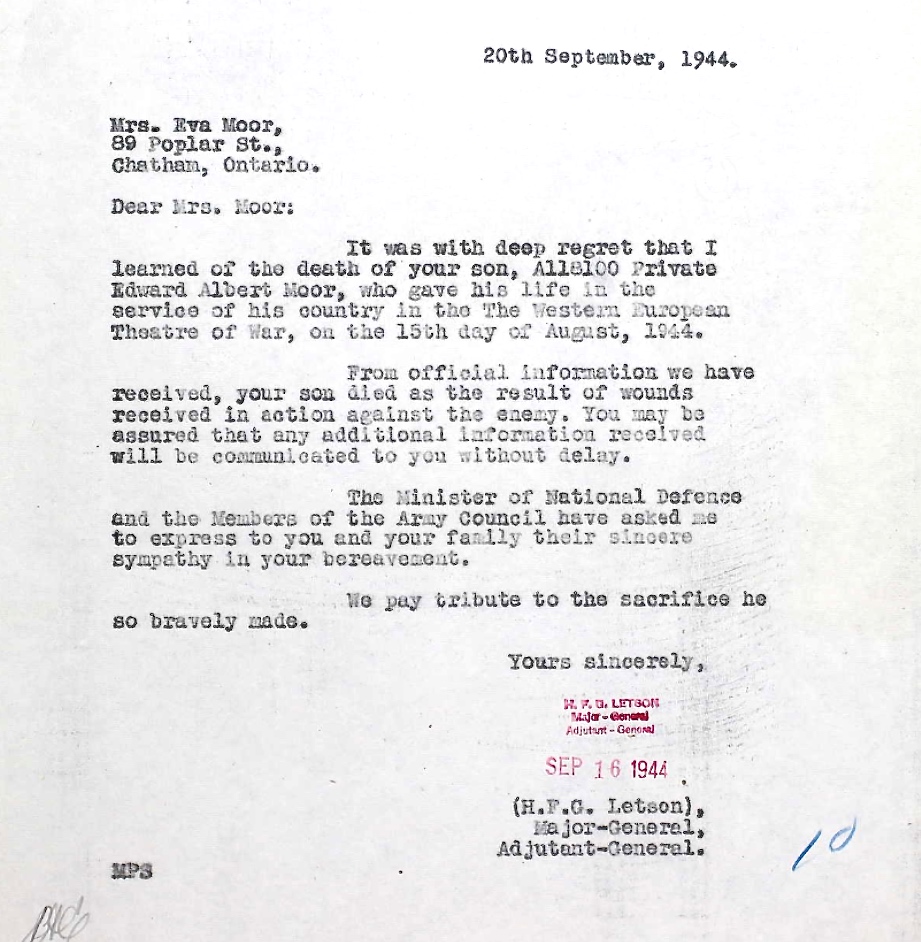 20th September, 1944.
Mrs. Eva Moor,
89 Poplar St.,
Chatham, Ontario.
Dear Mrs. Moor:
It was with deep regret that I
learned of the death of your son, A118100 Private
Edward Albert Moor, who gave his life in the
service of his country in the The Western European
Theatre of War, on the 15th day of August, 1944.
From official information we have
received, your son died as the result of wounds
received in action against the enemy. You may be
assured that any additional information received
will be communicated to you without delay.
The Minister of National Defence
and the Members of the Army Council have asked me
to express to you and your family their sincere
sympathy in your bereavement.
We pay tribute to the sacrifice he
so bravely made.
Yours sincerely,
H. F. G. LETSON
Major - General
Adjutant - General
SEP 16 1944
(H.F.G. Letson),
Major-General,
Adjutant-General.
MPS